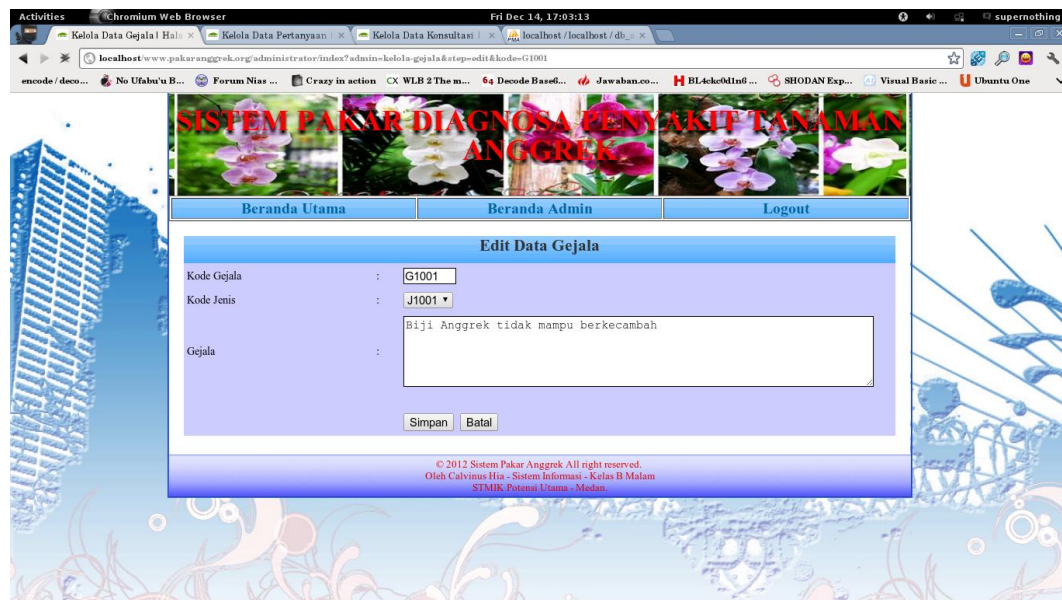 Activities Chromium Web Browser Fri Dec 14, 17:03:13 supernothing
Kelola Data Gejala | Hala × Kelola Data Pertanyaan | × Kelola Data Konsultasi | × localhost / localhost / db_ ×
localhost/www.pakaranggrek.org/administrator/index?admin=kelola-gejala&step=edit&kode=G1001
encode / deco... No Ufabu'u B... Forum Nias ... Crazy in action WLB 2 The m... Decode Base6... Jawaban.co... BL4ckc0d1n6 ... SHODAN Exp... Visual Basic ... Ubuntu One
SISTEM PAKAR DIAGNOSA PENYAKIT TANAMAN
ANGGREK
Beranda Utama Beranda Admin Logout
Edit Data Gejala
Kode Gejala : G1001
Kode Jenis : J1001
Biji Anggrek tidak mampu berkecambah
Gejala :
Simpan Batal
© 2012 Sistem Pakar Anggrek All right reserved.
Oleh Calvinus Hia - Sistem Informasi - Kelas B Malam
STMIK Potensi Utama - Medan.